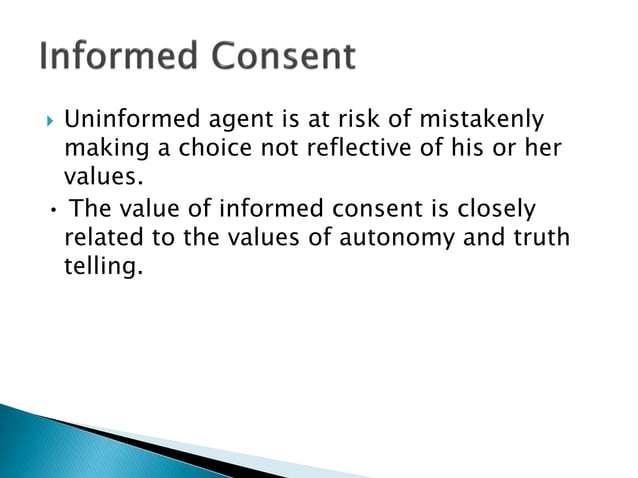 Informed Consent
Uninformed agent is at risk of mistakenly
making a choice not reflective of his or her
values.
• The value of informed consent is closely
related to the values of autonomy and truth
telling.